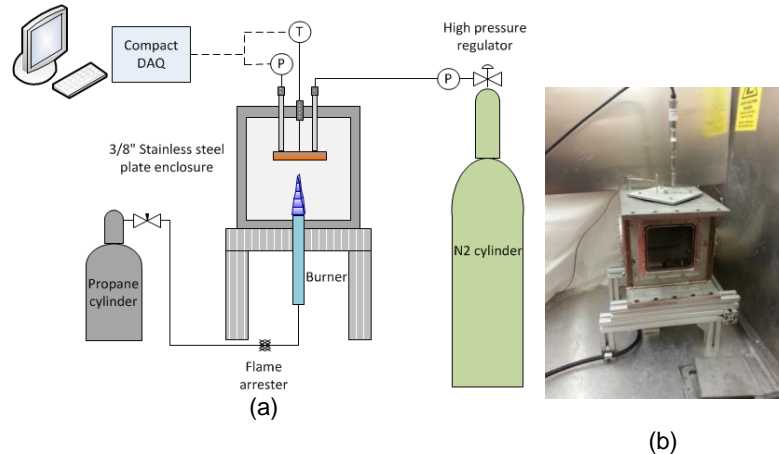 Compact
DAQ
T
P
High pressure
regulator
P
3/8" Stainless steel
plate enclosure
N2 cylinder
Burner
Propane
cylinder
Flame
arrester
(a)
(b)